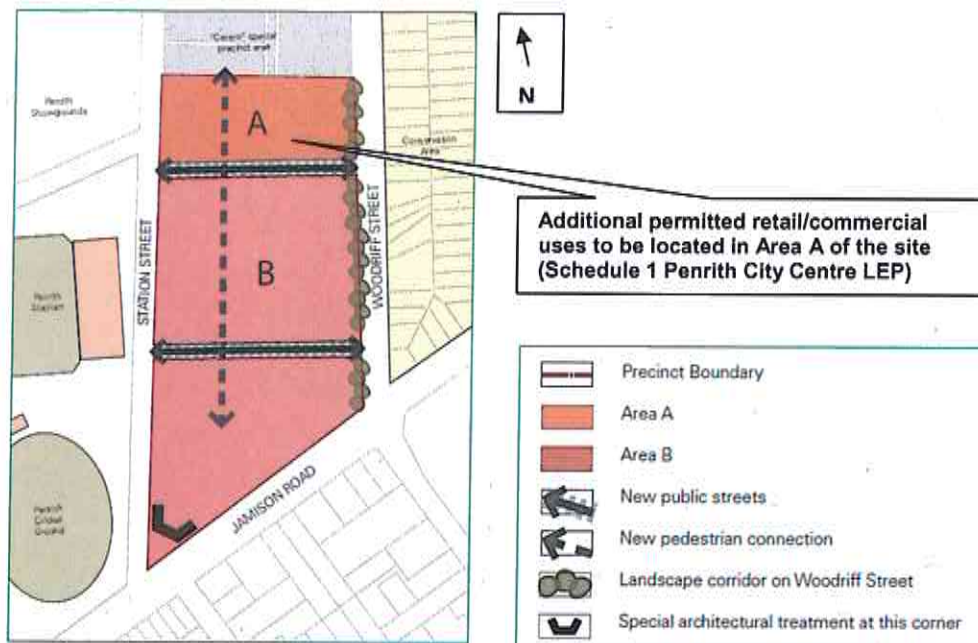 "Centro" special
precinct area
Penrith
Showgrounds
A
N
Conservation
Area
Additional permitted retail/commercial
uses to be located in Area A of the site
(Schedule 1 Penrith City Centre LEP)
STATION STREET
WOODRIFF STREET
B
Penrith
Stadium
Precinct Boundary
Area A
Area B
New public streets
New pedestrian connection
Landscape corridor on Woodriff Street
Special architectural treatment at this corner
Penrith
Cricket
Ground
JAMISON ROAD